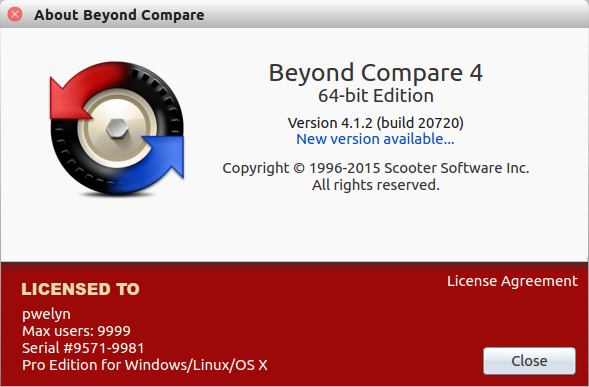 About Beyond Compare
Beyond Compare 4
64-bit Edition
Version 4.1.2 (build 20720)
New version available...
Copyright © 1996-2015 Scooter Software Inc.
All rights reserved.
License Agreement
LICENSED TO
pwelyn
Max users: 9999
Serial #9571-9981
Pro Edition for Windows/Linux/OS X
Close